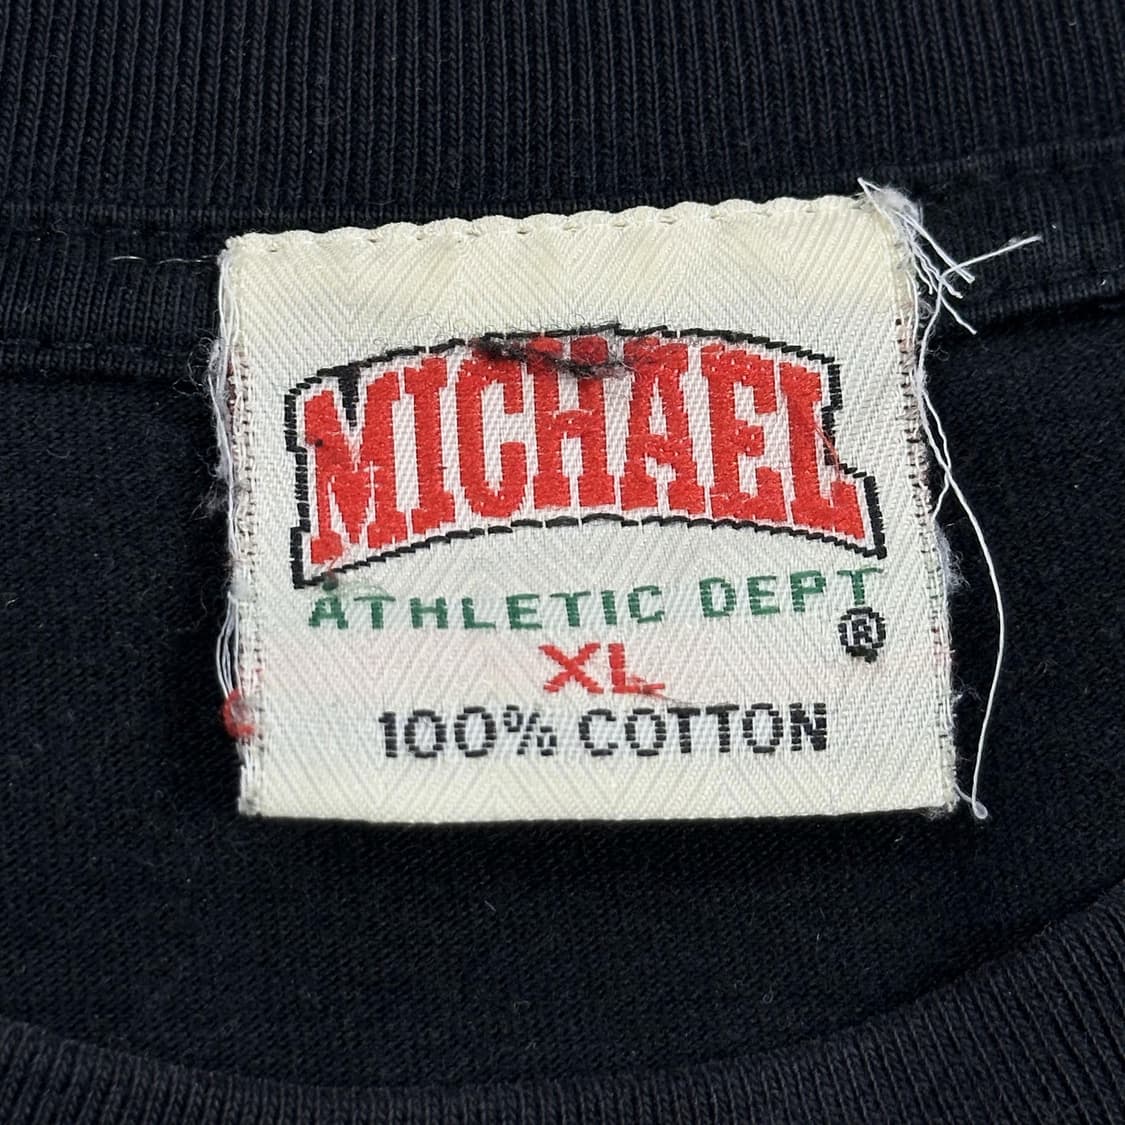 MICHAEL
ATHLETIC DEPT
®
XL
100% COTTON